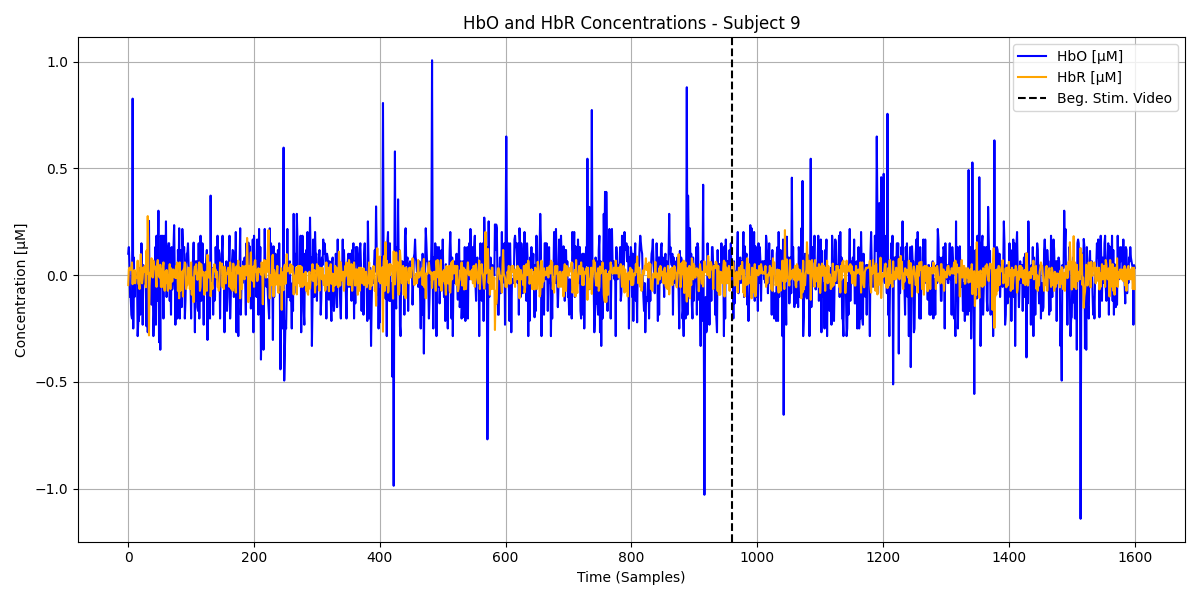 HbO and HbR Concentrations - Subject 9
HbO [µM]
HbR [µM]
Beg. Stim. Video
Concentration [µM]
1.0
0.5
0.0
−0.5
−1.0
0 200 400 600 800 1000 1200 1400 1600
Time (Samples)